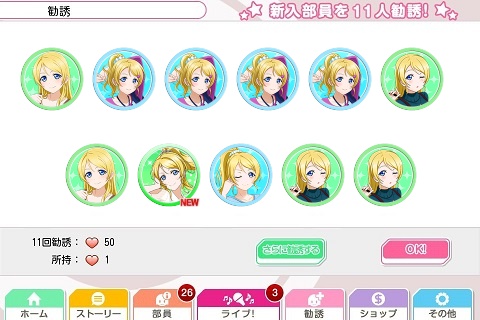 勧誘
新入部員を11人勧誘!
NEW
11回勧誘: 50
所持: 1
さらに勧誘する
OK!
26
3
ホーム
ストーリー
部員
ライブ!
勧誘
ショップ
その他